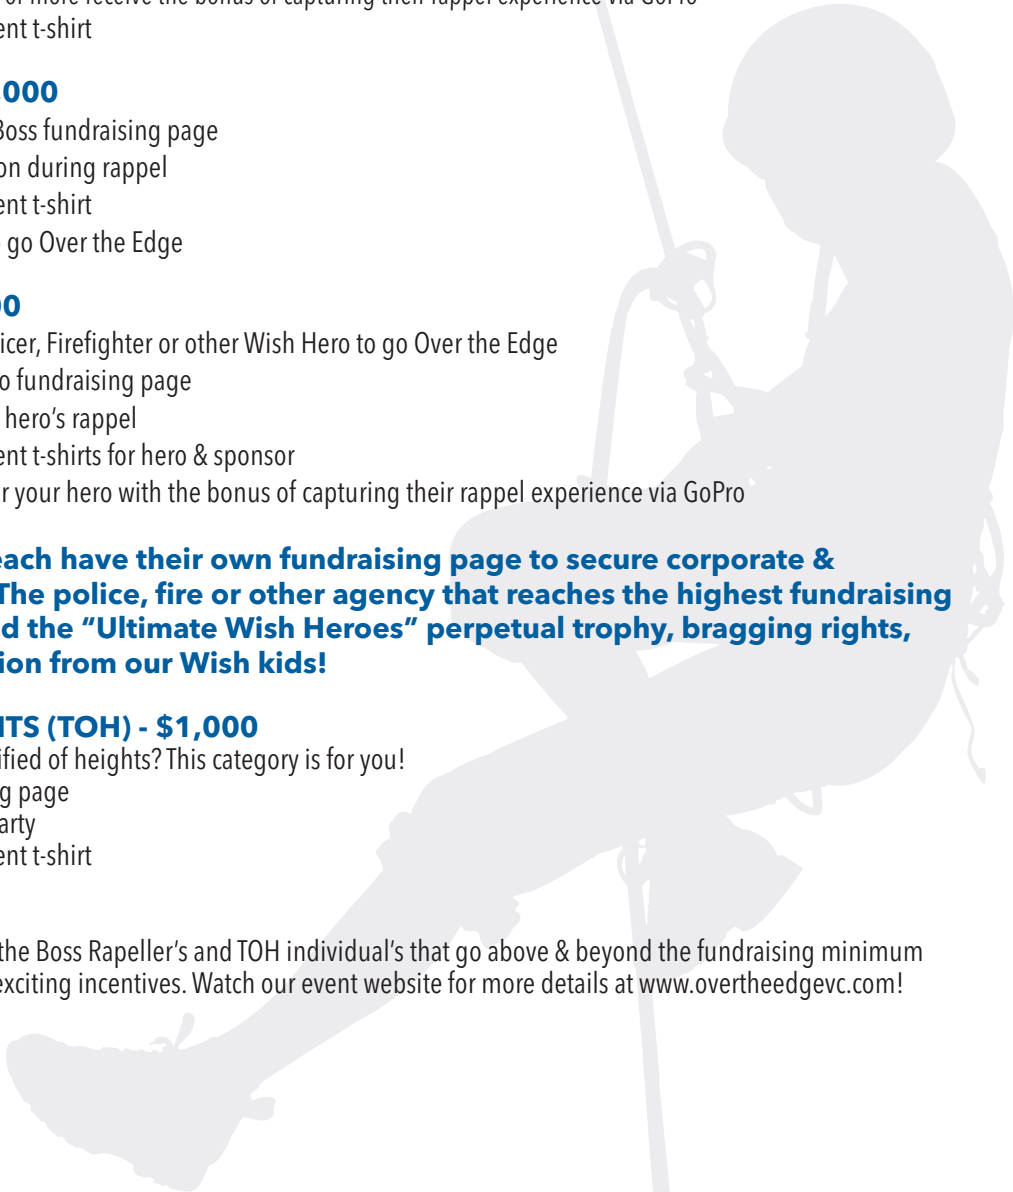 or more receive the bonus of capturing their rappel experience via GoPro
ent t-shirt
,000
Boss fundraising page
on during rappel
ent t-shirt
go Over the Edge
00
icer, Firefighter or other Wish Hero to go Over the Edge
o fundraising page
hero's rappel
ent t-shirts for hero & sponsor
r your hero with the bonus of capturing their rappel experience via GoPro
each have their own fundraising page to secure corporate &
The police, fire or other agency that reaches the highest fundraising
d the “Ultimate Wish Heroes” perpetual trophy, bragging rights,
ion from our Wish kids!
HTS (TOH) - $1,000
ified of heights? This category is for you!
g page
arty
ent t-shirt
the Boss Rapeller's and TOH individual's that go above & beyond the fundraising minimum
exciting incentives. Watch our event website for more details at www.overtheedgevc.com!